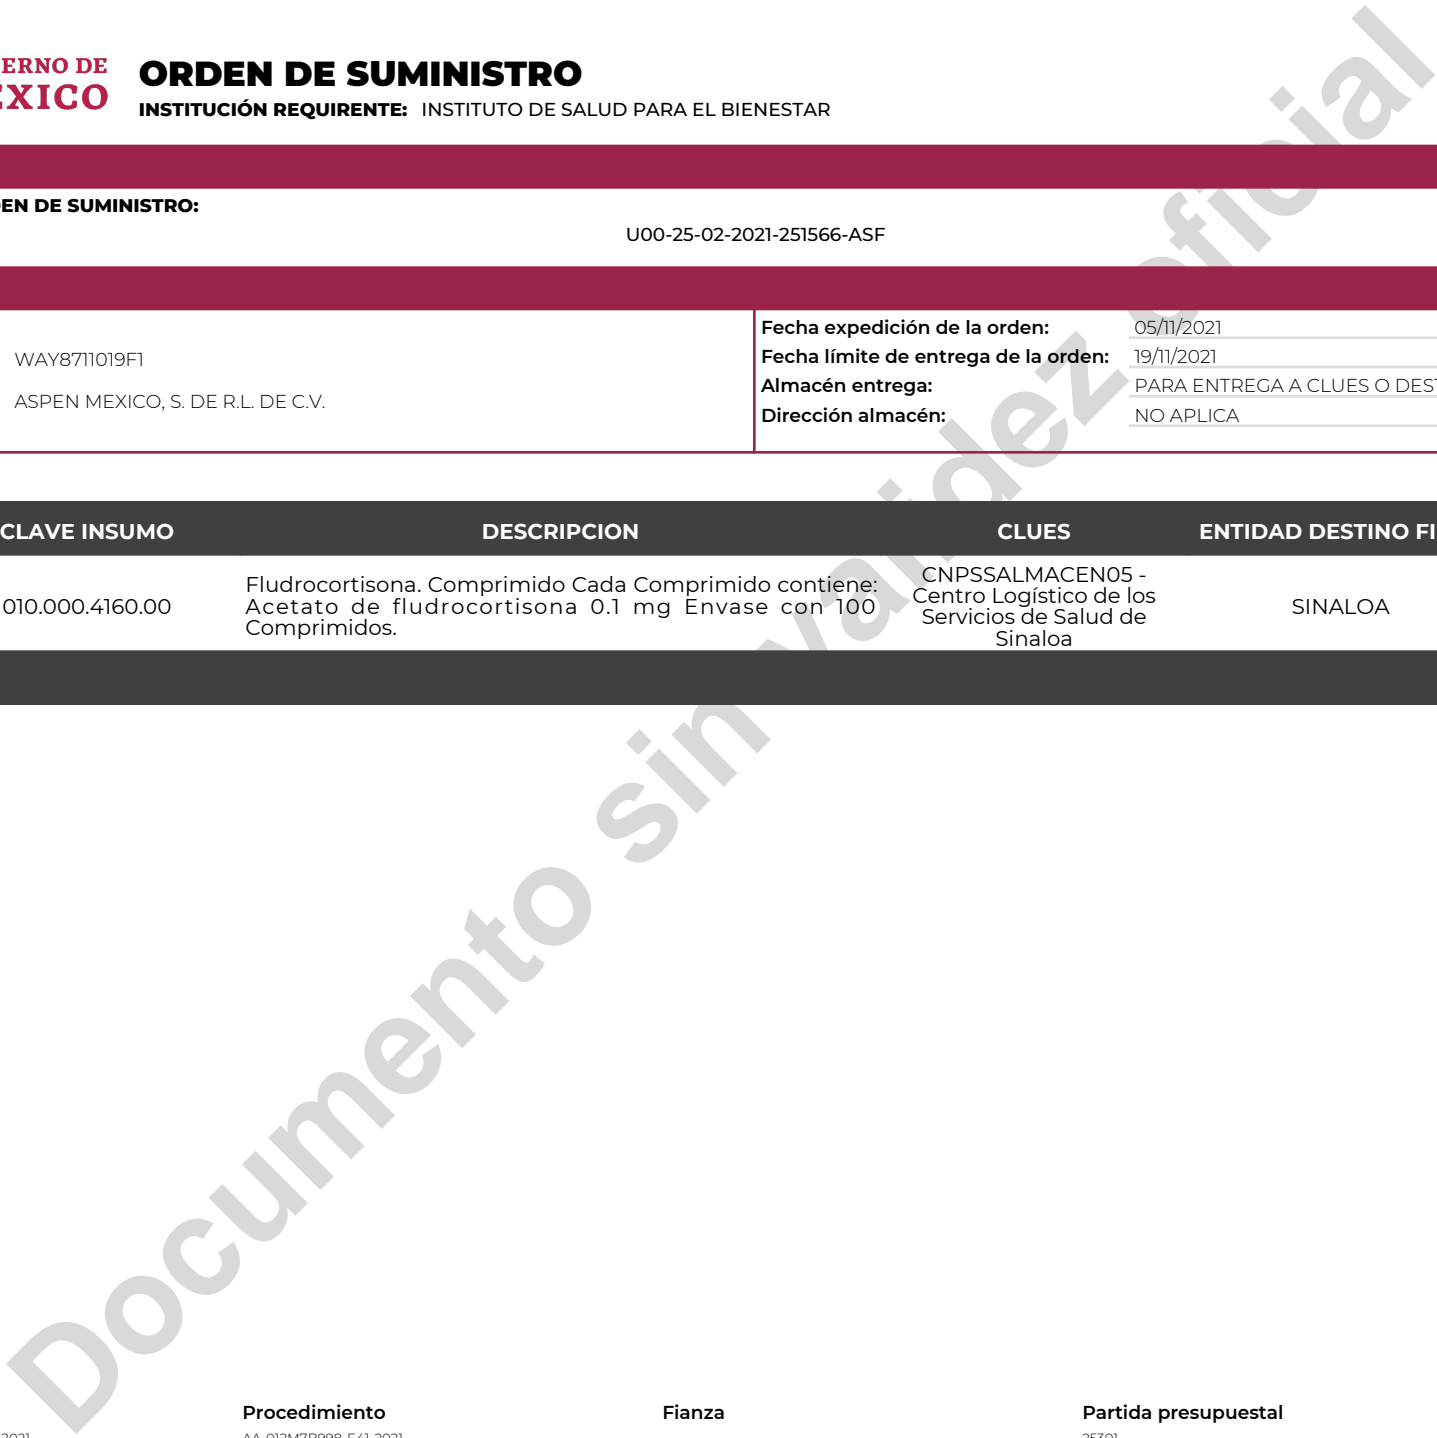 ERNO DE
EXICO
ORDEN DE SUMINISTRO
INSTITUCIÓN REQUIRENTE: INSTITUTO DE SALUD PARA EL BIENESTAR
EN DE SUMINISTRO:
U00-25-02-2021-251566-ASF
WAY8711019F1
ASPEN MEXICO, S. DE R.L. DE C.V.
Fecha expedición de la orden: 05/11/2021
Fecha límite de entrega de la orden: 19/11/2021
Almacén entrega: PARA ENTREGA A CLUES O DEST
Dirección almacén: NO APLICA
CLAVE INSUMO DESCRIPCION CLUES ENTIDAD DESTINO FI
010.000.4160.00
Fludrocortisona. Comprimido Cada Comprimido contiene:
Acetato de fludrocortisona 0.1 mg Envase con 100
Comprimidos.
CNPSSALMACEN05 -
Centro Logístico de los
Servicios de Salud de
Sinaloa
SINALOA
Documento sin validez oficial
Procedimiento Fianza Partida presupuestal